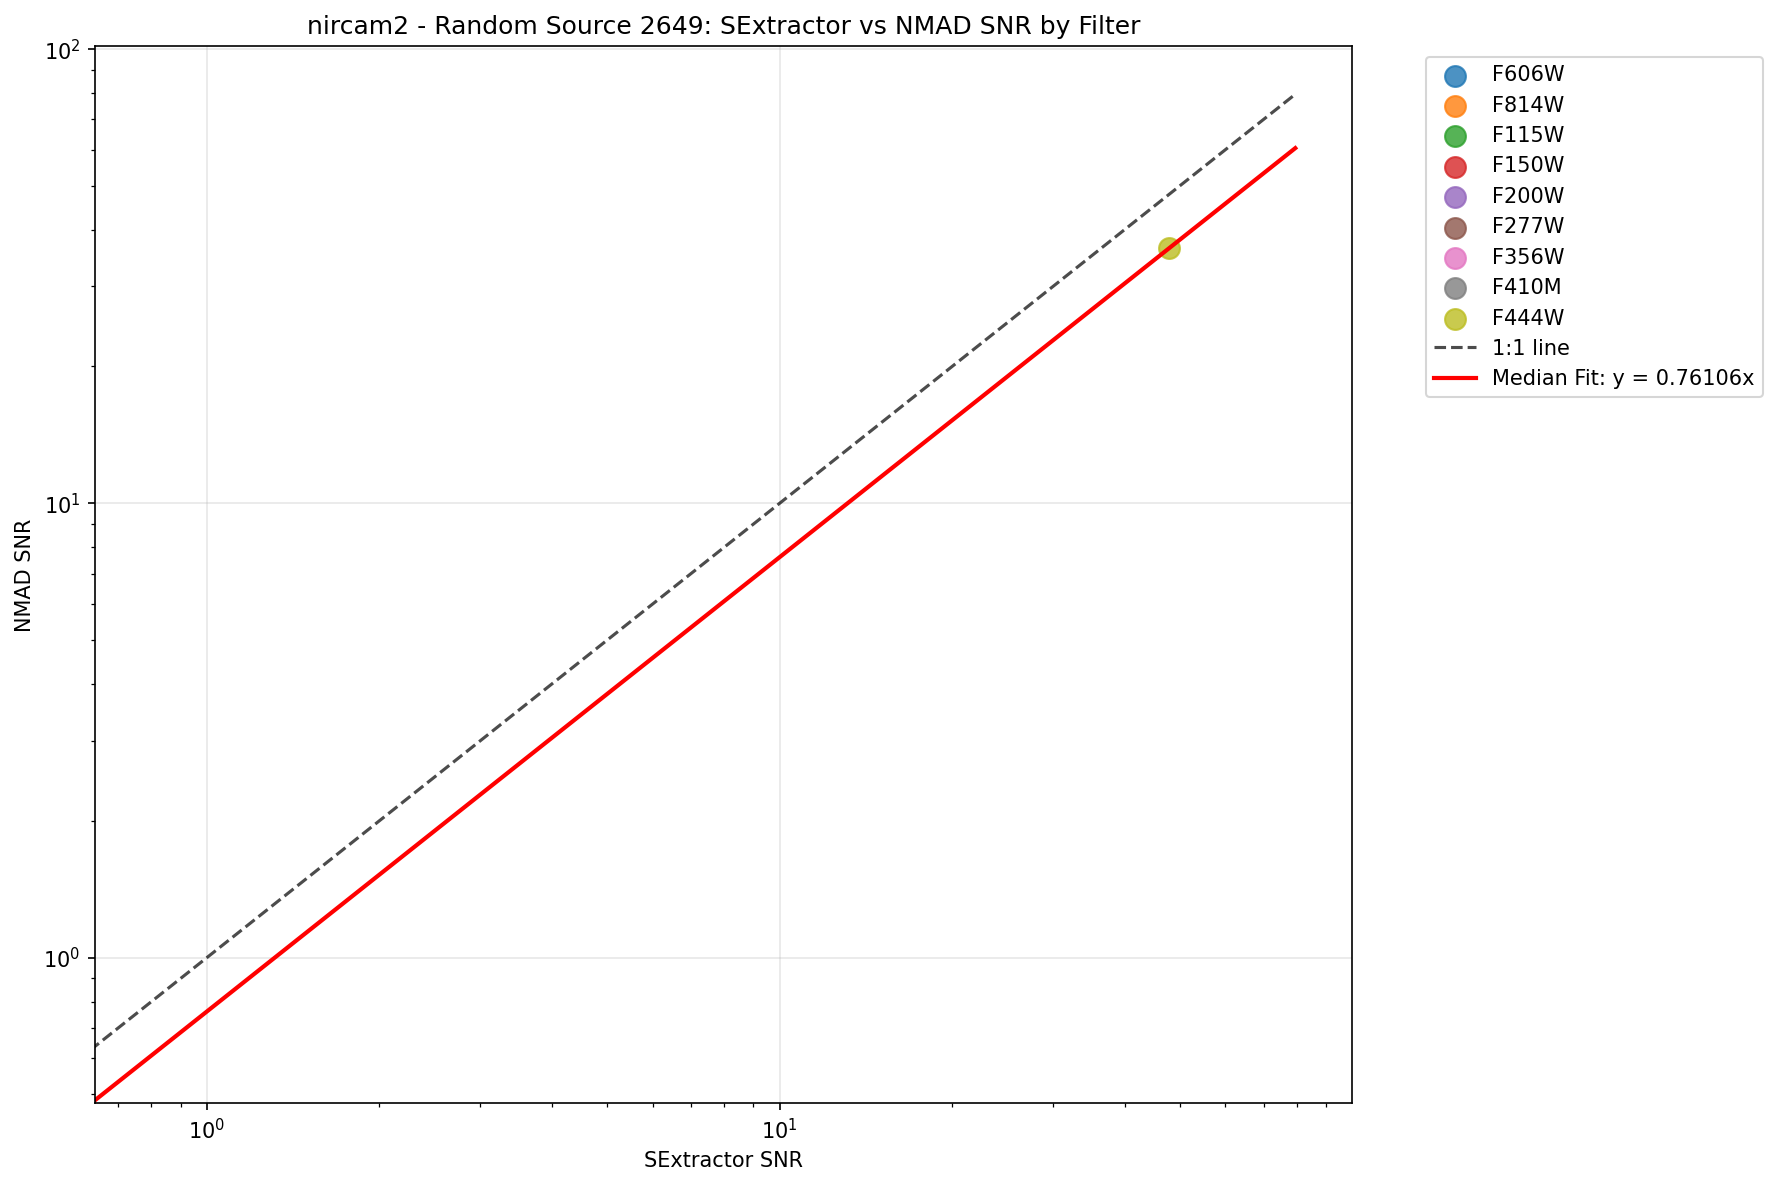 nircam2 - Random Source 2649: SExtractor vs NMAD SNR by Filter
10²
10¹
10⁰
NMAD SNR
10⁰
10¹
SExtractor SNR
F606W
F814W
F115W
F150W
F200W
F277W
F356W
F410M
F444W
1:1 line
Median Fit: y = 0.76106x